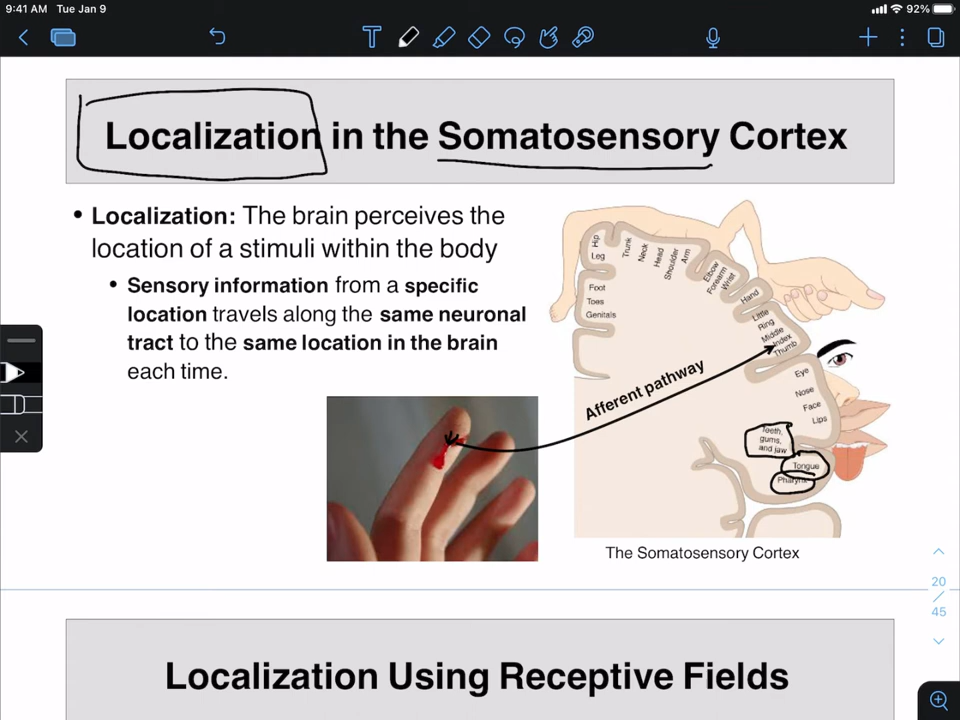 9:41 AM Tue Jan 9
92%
T
Localization in the Somatosensory Cortex
• Localization: The brain perceives the
location of a stimuli within the body
• Sensory information from a specific
location travels along the same neuronal
tract to the same location in the brain
each time.
Hip
Leg
Trunk
Neck
Head
Shoulder
Arm
Elbow
Forearm
Wrist
Hand
Little
Ring
Middle
Index
Thumb
Foot
Toes
Genitals
Eye
Nose
Face
Lips
Teeth,
gums,
and jaw
Tongue
Pharynx
Afferent pathway
The Somatosensory Cortex
20
/
45
Localization Using Receptive Fields